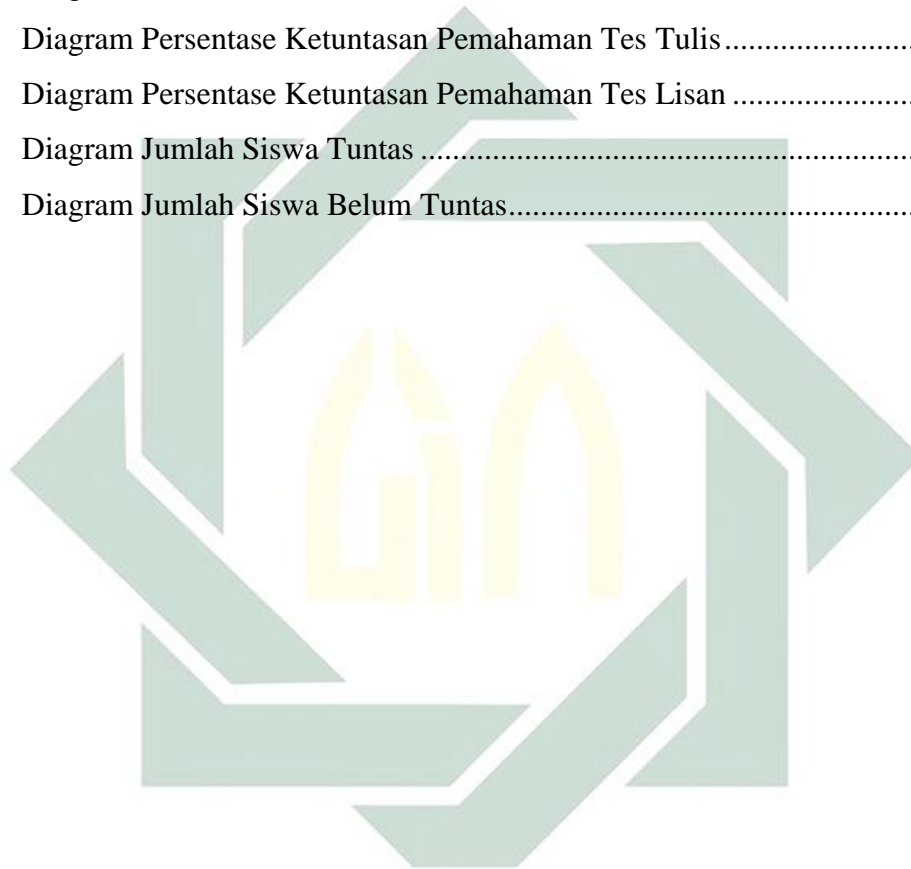 Diagram Persentase Ketuntasan Pemahaman Tes Tulis........................
Diagram Persentase Ketuntasan Pemahaman Tes Lisan .......................
Diagram Jumlah Siswa Tuntas ..............................................................
Diagram Jumlah Siswa Belum Tuntas...................................................